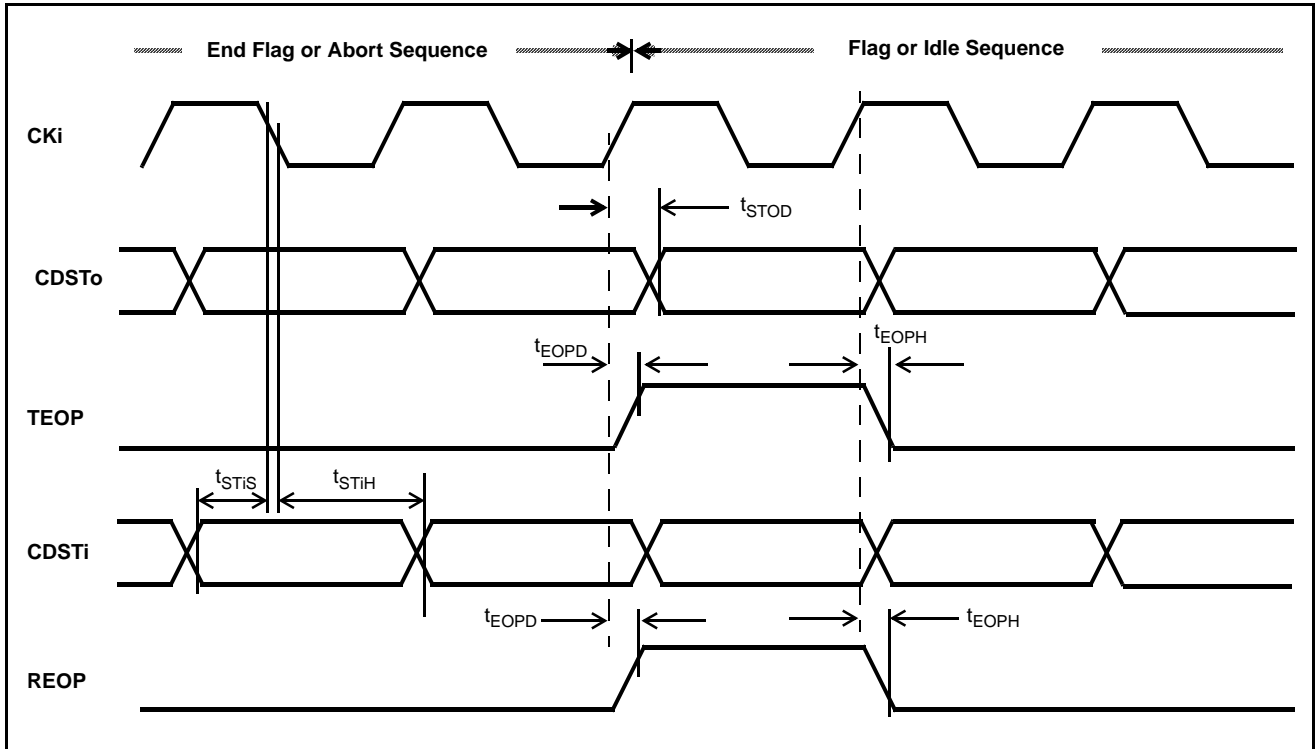 End Flag or Abort Sequence
Flag or Idle Sequence
CKi
tSTOD
CDSTo
tEOPD
tEOPH
TEOP
tSTiS
tSTiH
CDSTi
tEOPD
tEOPH
REOP